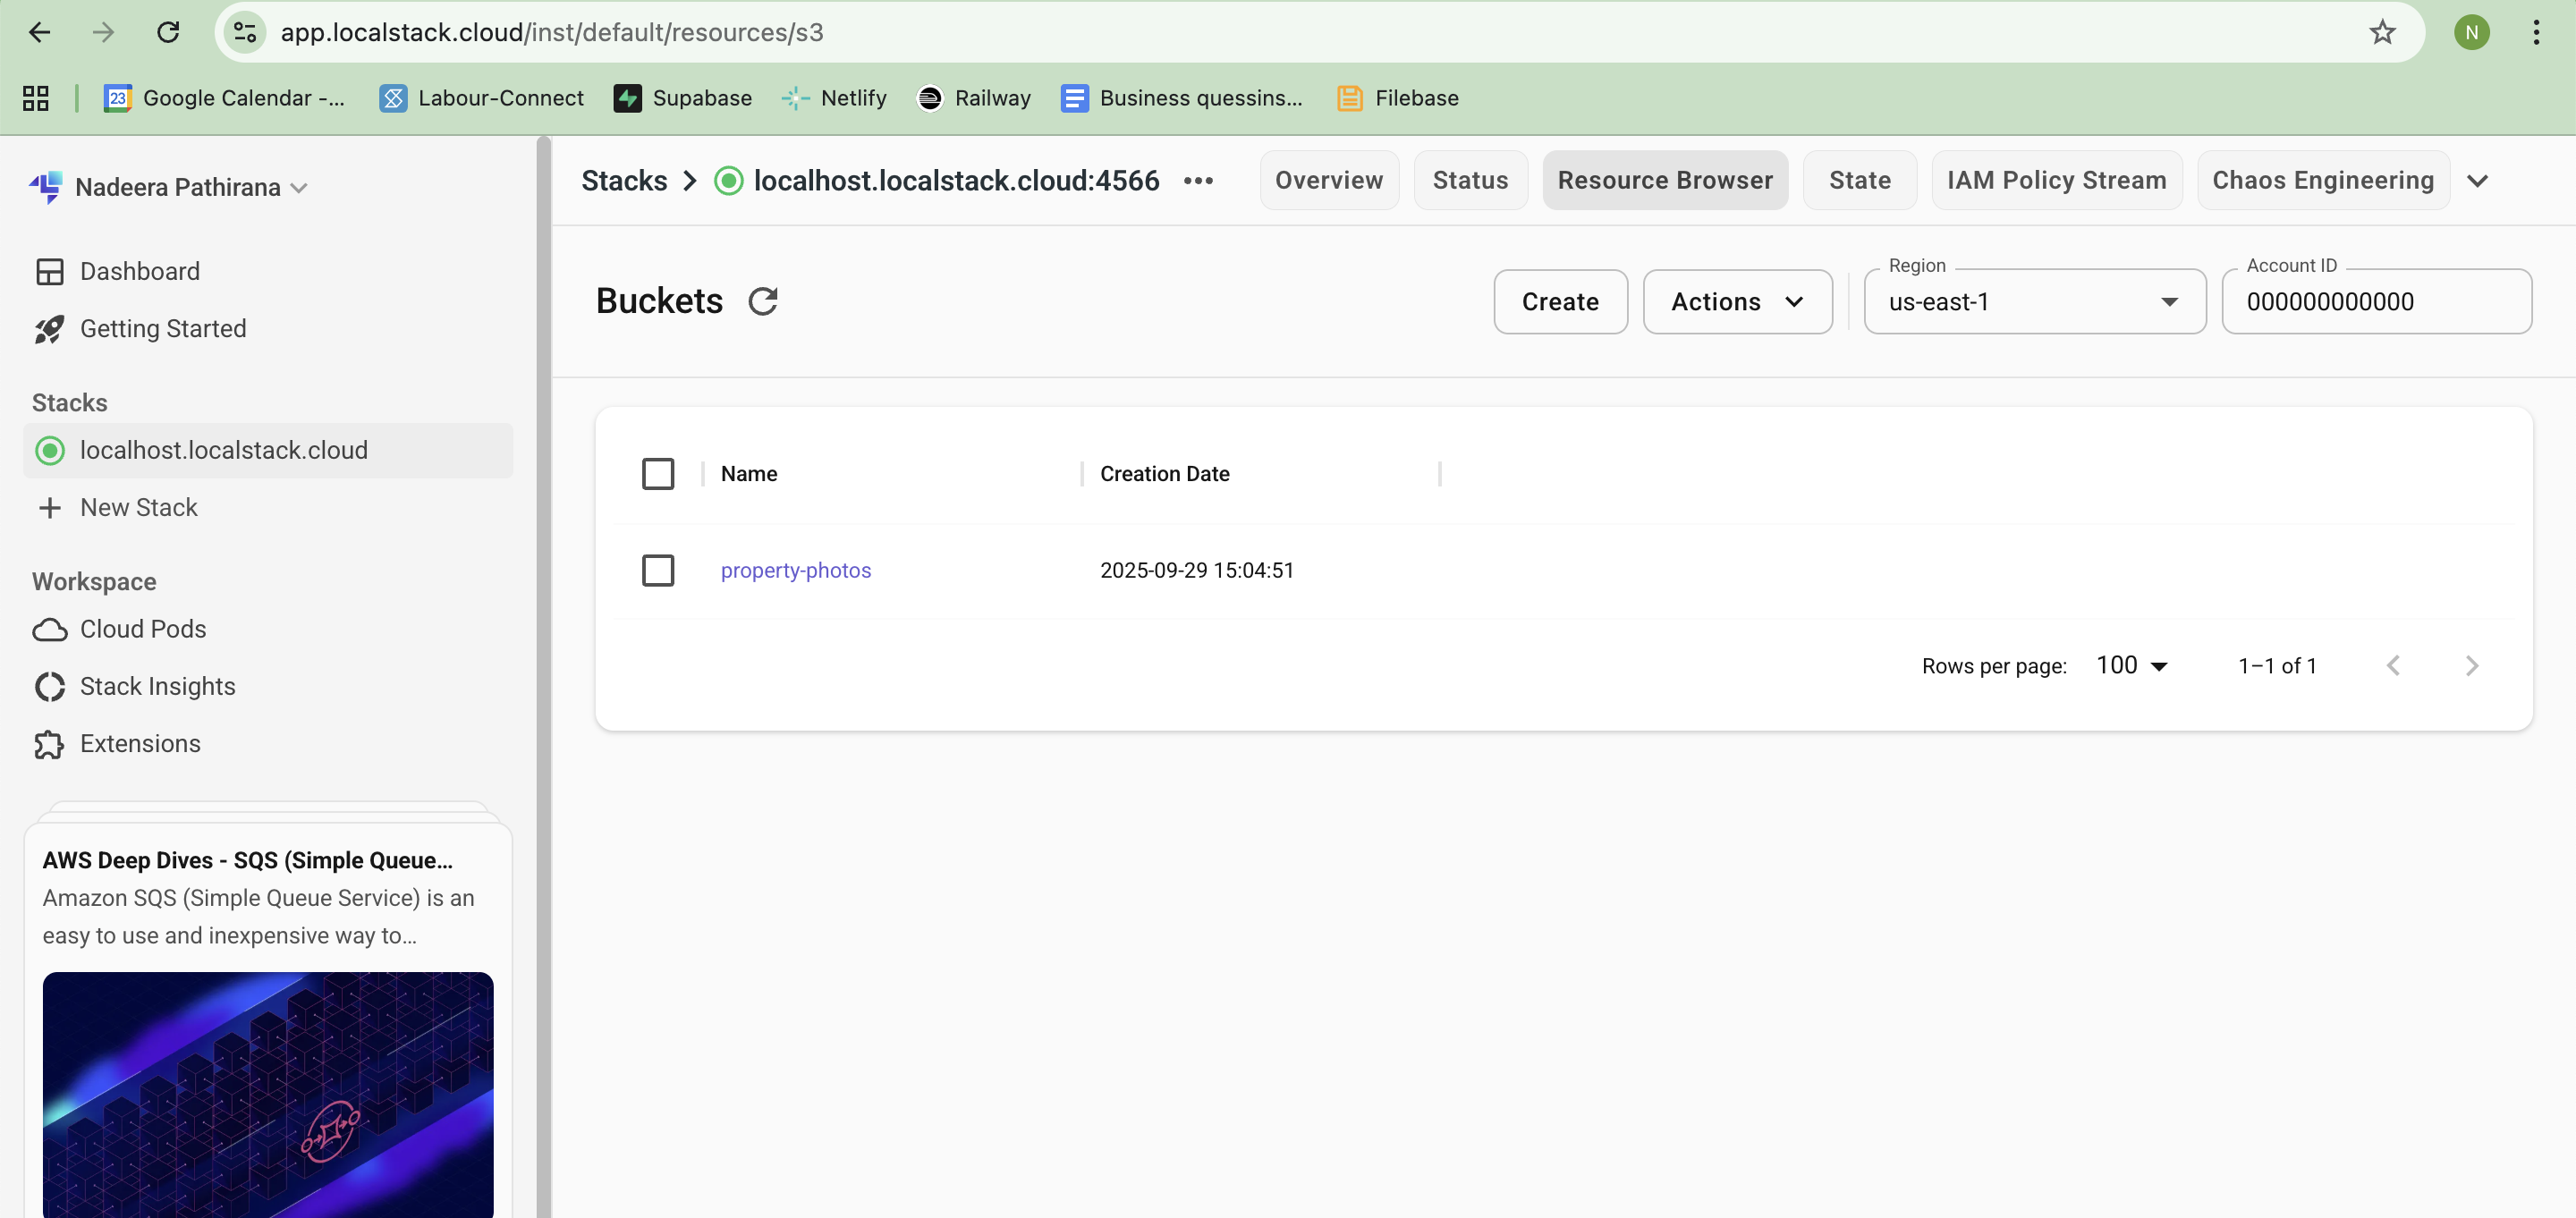 app.localstack.cloud/inst/default/resources/s3
N
23 Google Calendar -...
Labour-Connect
Supabase
Netlify
Railway
Business quessins...
Filebase
Nadeera Pathirana
Dashboard
Getting Started
Stacks
localhost.localstack.cloud
New Stack
Workspace
Cloud Pods
Stack Insights
Extensions
AWS Deep Dives - SQS (Simple Queue...
Amazon SQS (Simple Queue Service) is an
easy to use and inexpensive way to...
Stacks > localhost.localstack.cloud:4566
Overview
Status
Resource Browser
State
IAM Policy Stream
Chaos Engineering
Buckets
Create
Actions
Region
us-east-1
Account ID
000000000000
Name
Creation Date
property-photos
2025-09-29 15:04:51
Rows per page: 100
1–1 of 1